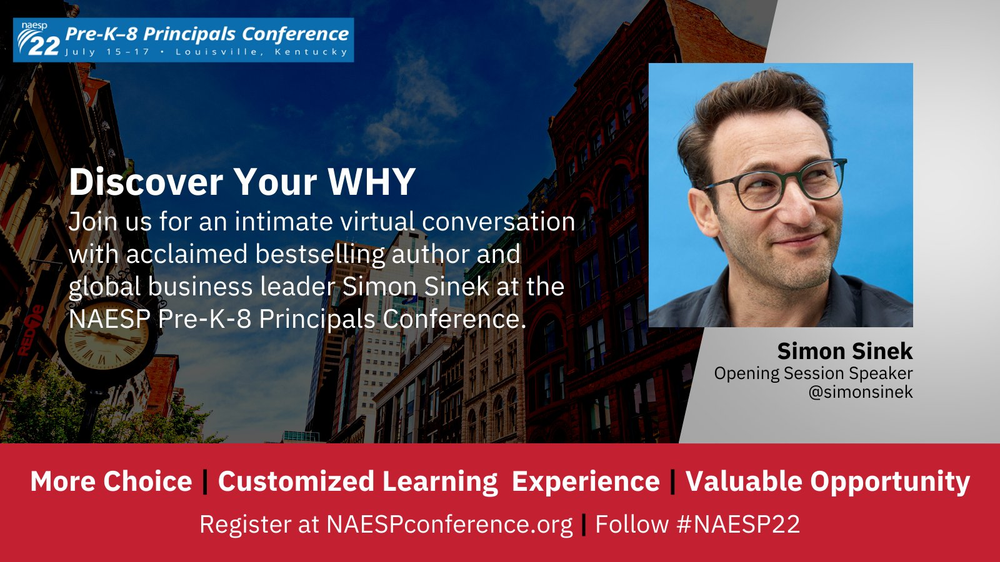 naesp
22 Pre-K–8 Principals Conference
July 15–17 • Louisville, Kentucky
Discover Your WHY
Join us for an intimate virtual conversation
with acclaimed bestselling author and
global business leader Simon Sinek at the
NAESP Pre-K-8 Principals Conference.
RED7E
Simon Sinek
Opening Session Speaker
@simonsinek
More Choice | Customized Learning Experience | Valuable Opportunity
Register at NAESPconference.org | Follow #NAESP22